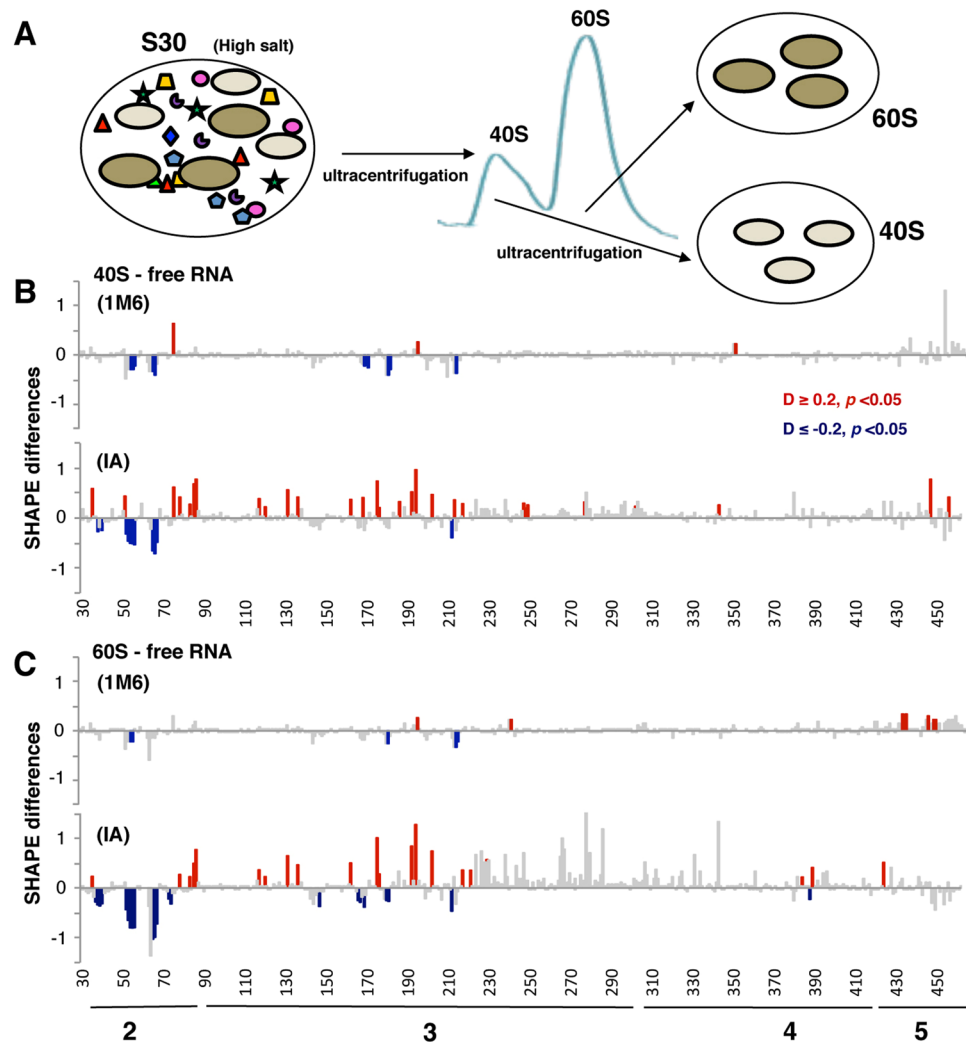 A
S30
(High salt)
ultracentrifugation
40S
60S
ultracentrifugation
60S
40S
B
40S - free RNA
(1M6)
1
0
-1
D ≥ 0.2, p <0.05
D ≤ -0.2, p <0.05
(IA)
1
0
-1
SHAPE differences
30 50 70 90 110 130 150 170 190 210 230 250 270 290 310 330 350 370 390 410 430 450
C
60S - free RNA
(1M6)
1
0
-1
(IA)
1
0
-1
SHAPE differences
30 50 70 90 110 130 150 170 190 210 230 250 270 290 310 330 350 370 390 410 430 450
2 3 4 5